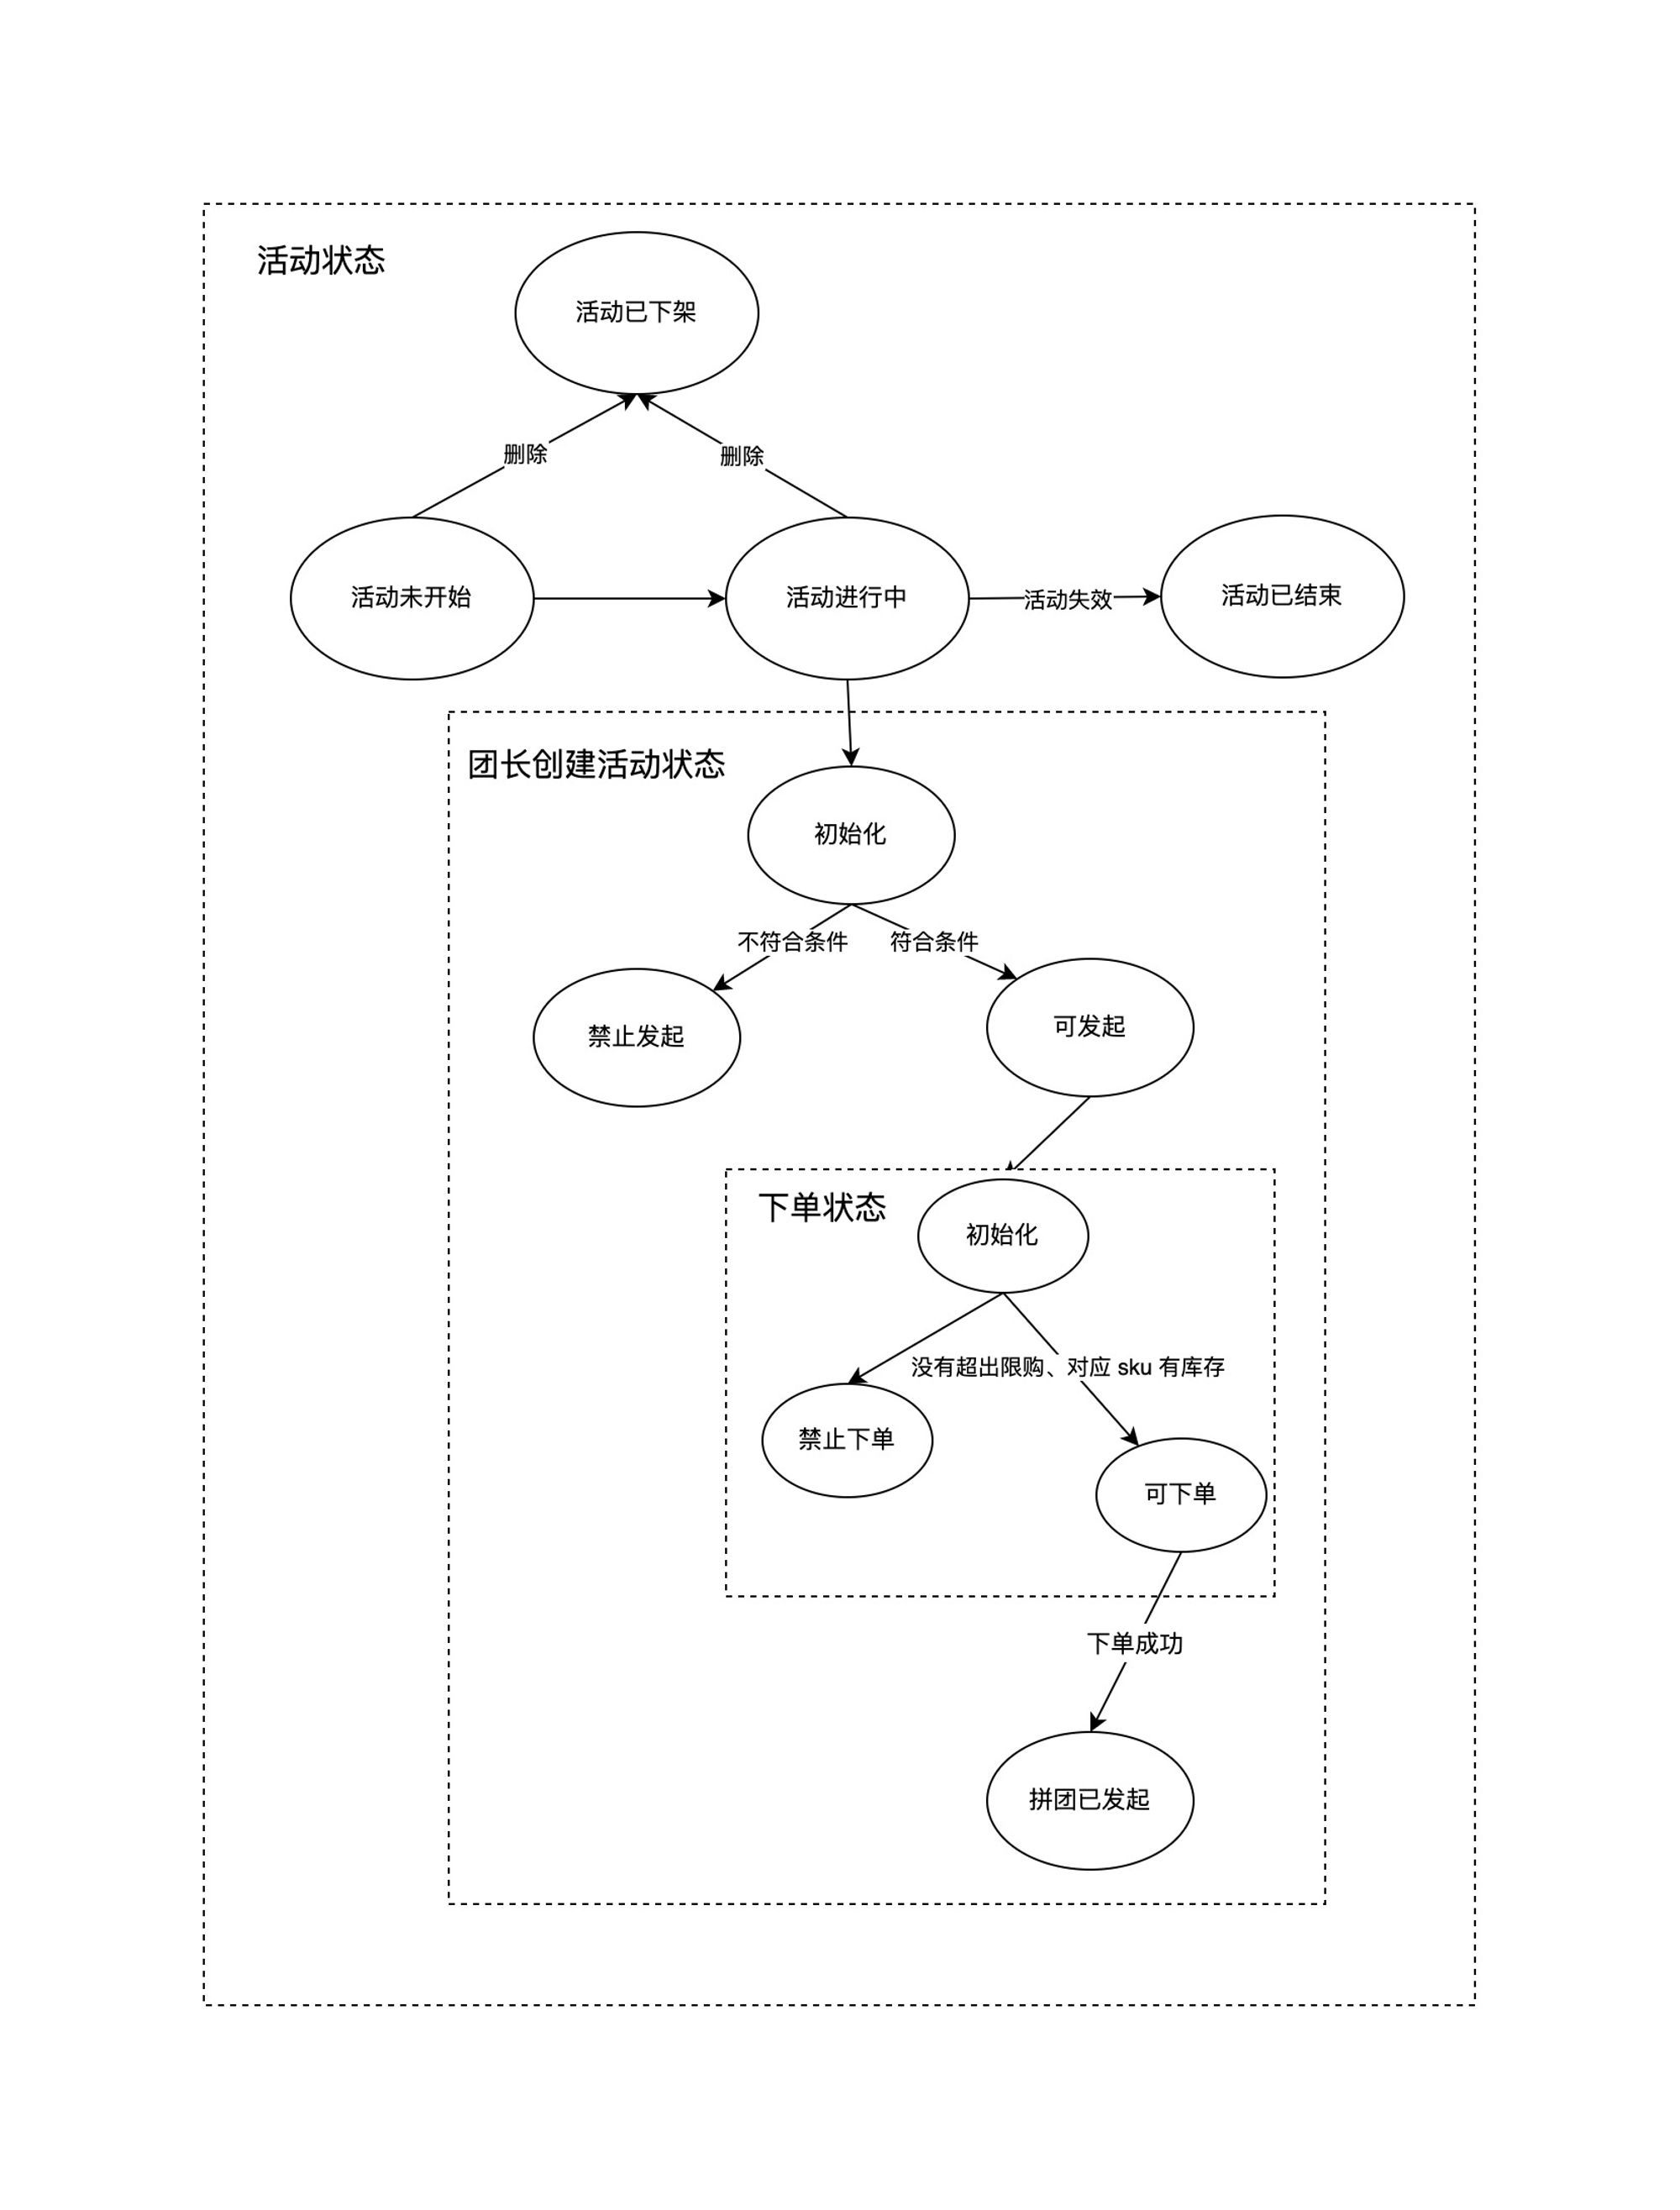 活动状态
活动已下架
删除
删除
活动未开始
活动进行中
活动失效
活动已结束
团长创建活动状态
初始化
不符合条件
符合条件
禁止发起
可发起
下单状态
初始化
没有超出限购、对应 sku 有库存
禁止下单
可下单
下单成功
拼团已发起